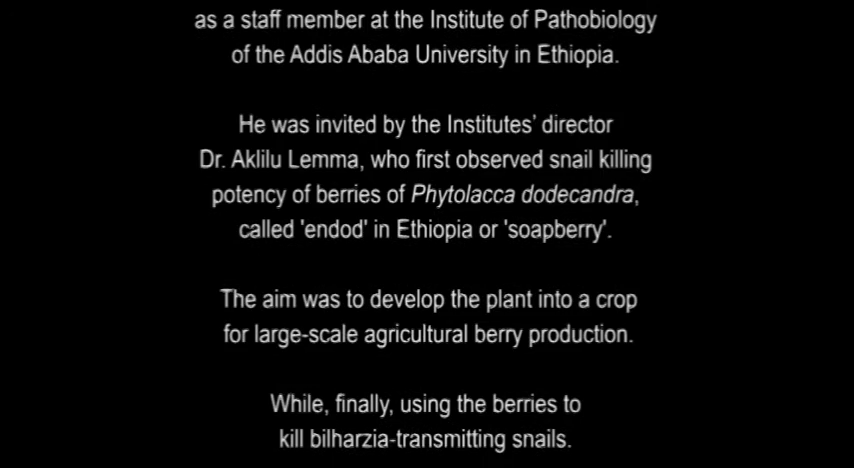 as a staff member at the Institute of Pathobiology
of the Addis Ababa University in Ethiopia.
He was invited by the Institutes' director
Dr. Aklilu Lemma, who first observed snail killing
potency of berries of Phytolacca dodecandra,
called 'endod' in Ethiopia or 'soapberry'.
The aim was to develop the plant into a crop
for large-scale agricultural berry production.
While, finally, using the berries to
kill bilharzia-transmitting snails.